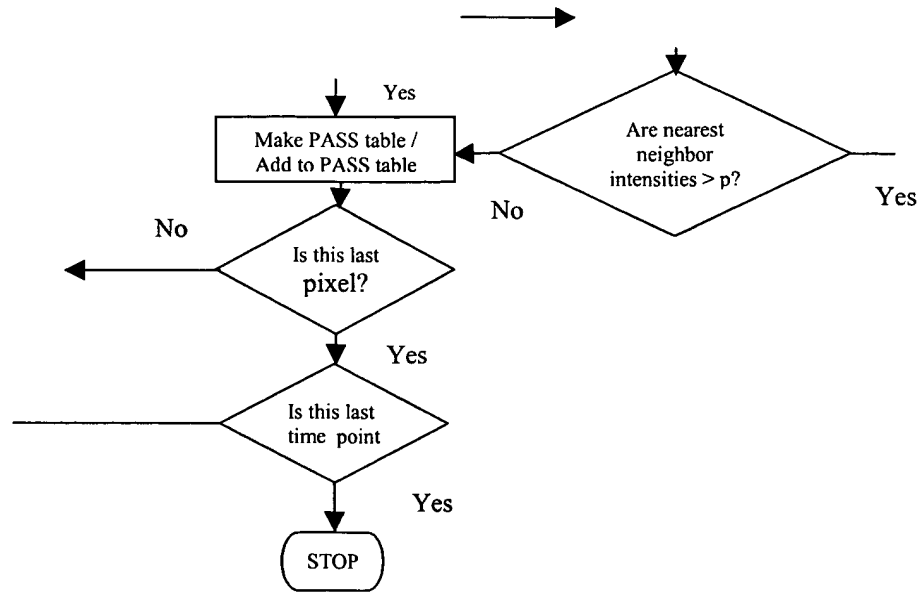 Yes
Make PASS table /
Add to PASS table
Are nearest
neighbor
intensities > p?
Yes
No
No
Is this last
pixel?
Yes
Is this last
time point
Yes
STOP